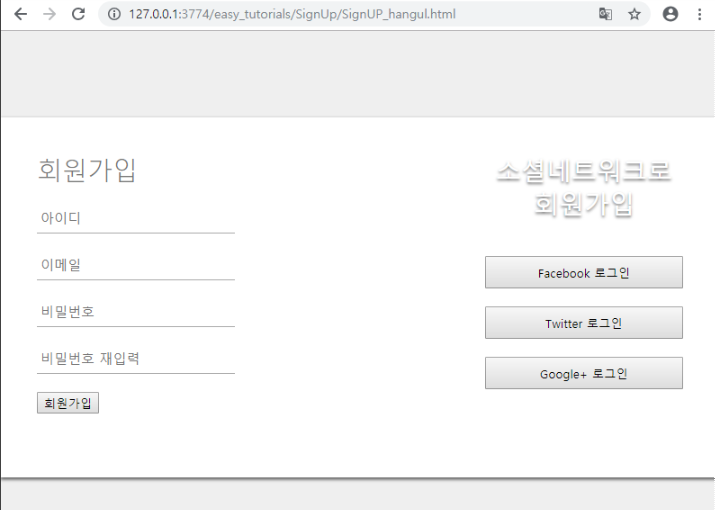 127.0.0.1:3774/easy_tutorials/SignUp/SignUP_hangul.html
회원가입
아이디
이메일
비밀번호
비밀번호 재입력
회원가입
소셜네트워크로
회원가입
Facebook 로그인
Twitter 로그인
Google+ 로그인